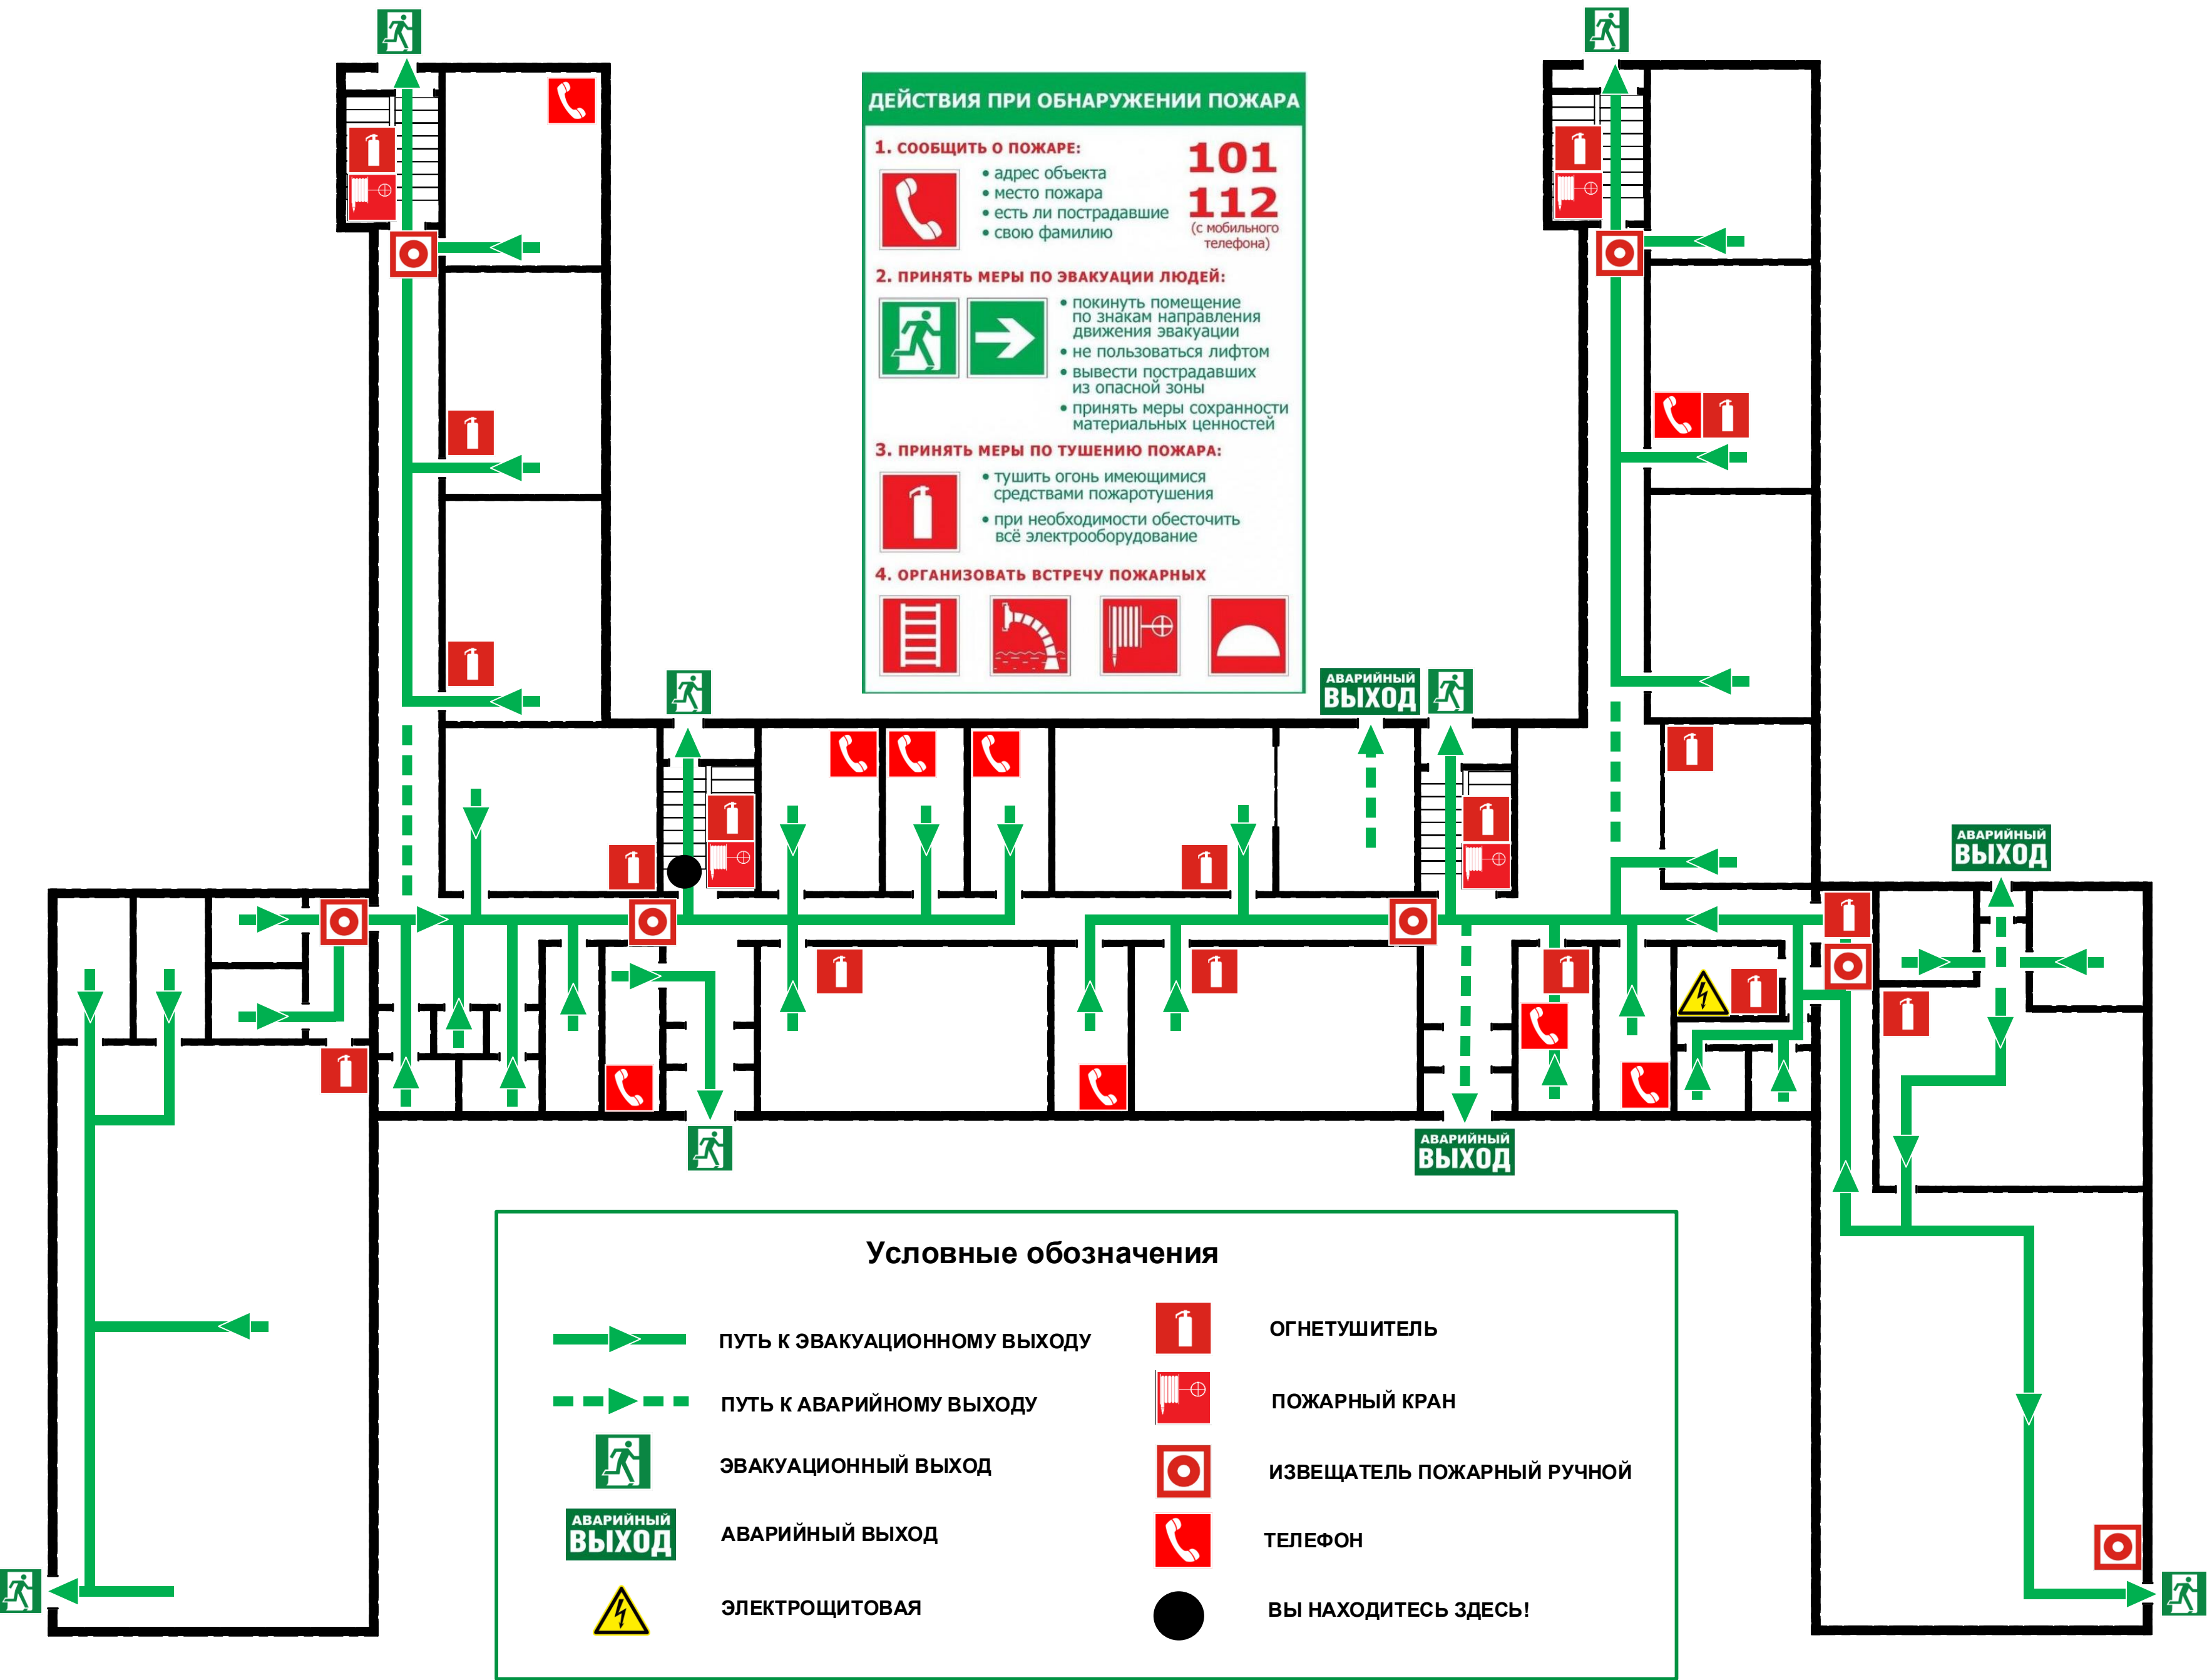 ДЕЙСТВИЯ ПРИ ОБНАРУЖЕНИИ ПОЖАРА
1. СООБЩИТЬ О ПОЖАРЕ:
• адрес объекта
• место пожара
• есть ли пострадавшие
• свою фамилию
101
112
(с мобильного
телефона)
2. ПРИНЯТЬ МЕРЫ ПО ЭВАКУАЦИИ ЛЮДЕЙ:
• покинуть помещение
по знакам направления
движения эвакуации
• не пользоваться лифтом
• вывести пострадавших
из опасной зоны
• принять меры сохранности
материальных ценностей
3. ПРИНЯТЬ МЕРЫ ПО ТУШЕНИЮ ПОЖАРА:
• тушить огонь имеющимися
средствами пожаротушения
• при необходимости обесточить
всё электрооборудование
4. ОРГАНИЗОВАТЬ ВСТРЕЧУ ПОЖАРНЫХ
АВАРИЙНЫЙ
ВЫХОД
АВАРИЙНЫЙ
ВЫХОД
АВАРИЙНЫЙ
ВЫХОД
Условные обозначения
ПУТЬ К ЭВАКУАЦИОННОМУ ВЫХОДУ
ПУТЬ К АВАРИЙНОМУ ВЫХОДУ
ЭВАКУАЦИОННЫЙ ВЫХОД
АВАРИЙНЫЙ
ВЫХОД
АВАРИЙНЫЙ ВЫХОД
ЭЛЕКТРОЩИТОВАЯ
ОГНЕТУШИТЕЛЬ
ПОЖАРНЫЙ КРАН
ИЗВЕЩАТЕЛЬ ПОЖАРНЫЙ РУЧНОЙ
ТЕЛЕФОН
ВЫ НАХОДИТЕСЬ ЗДЕСЬ!